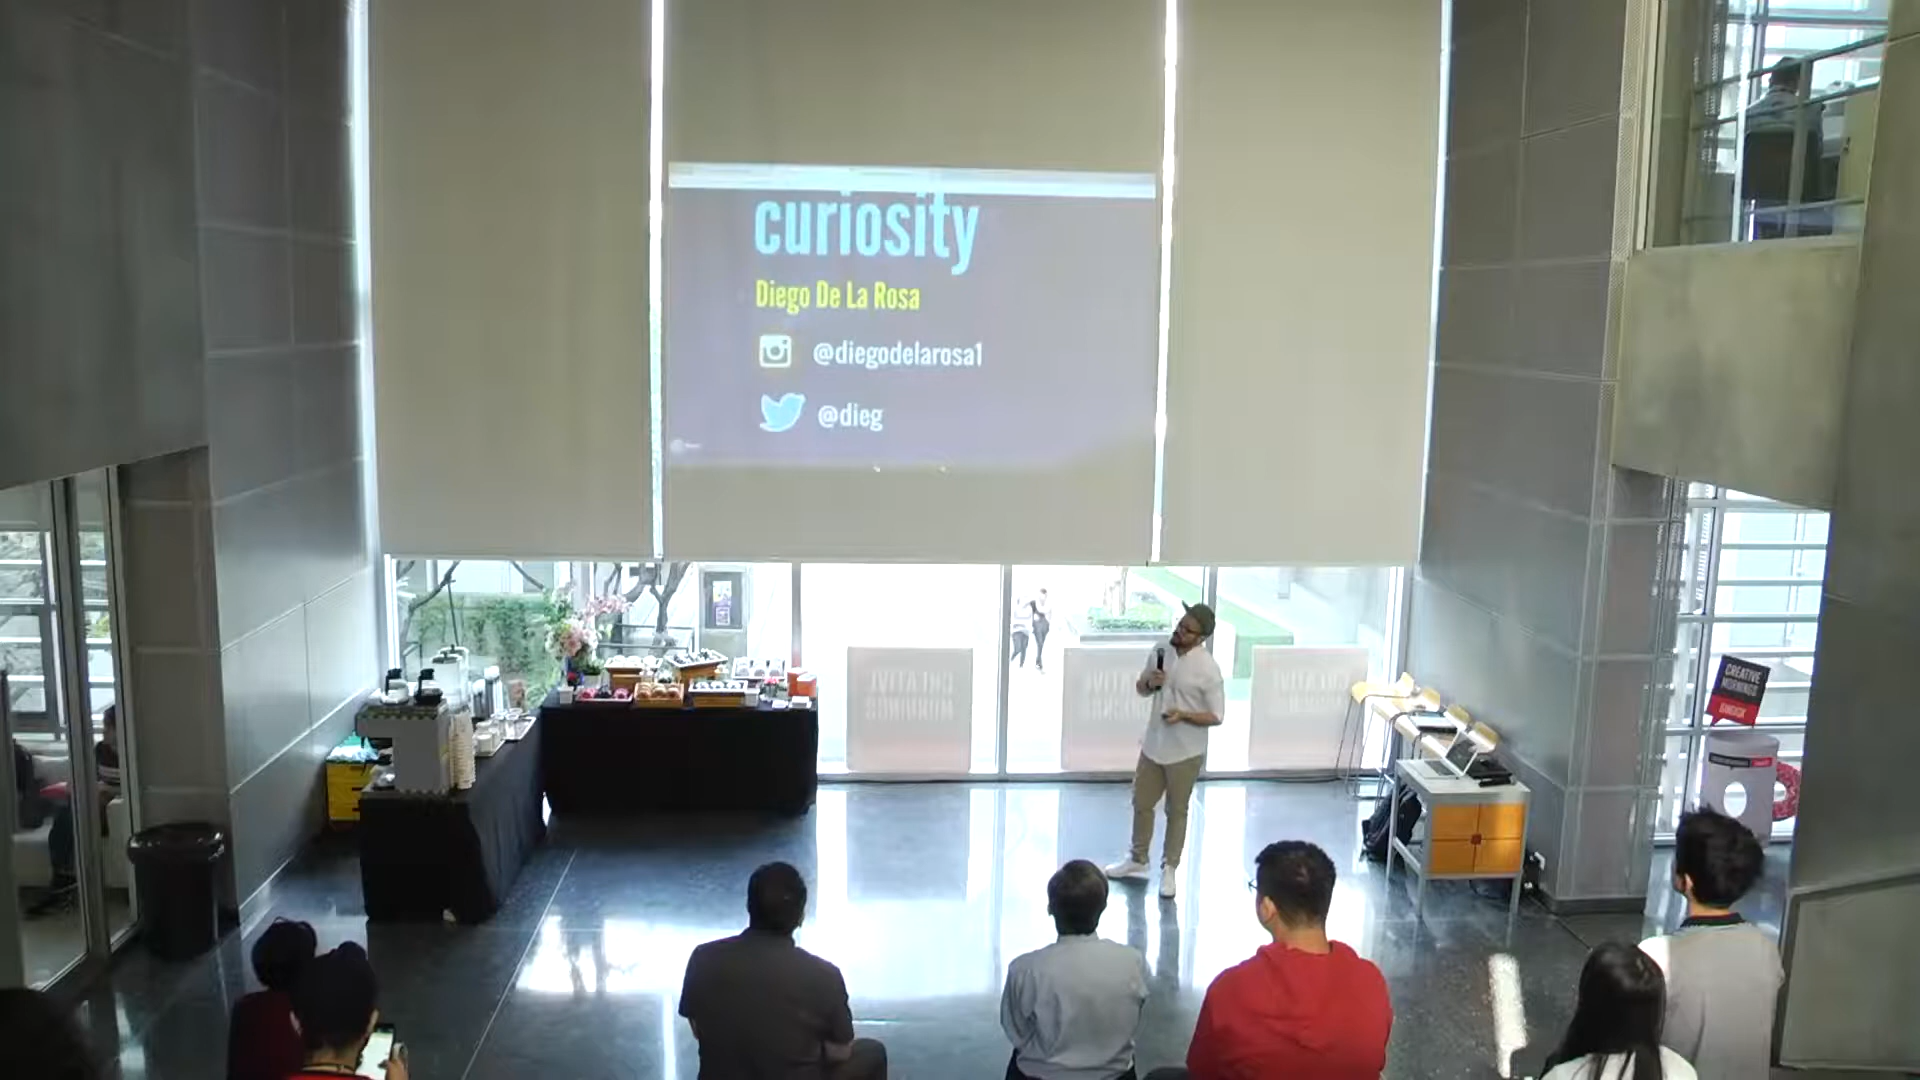 curiosity
Diego De La Rosa
@diegodelarosa1
@dieg
CREATIVE
MORNINGS